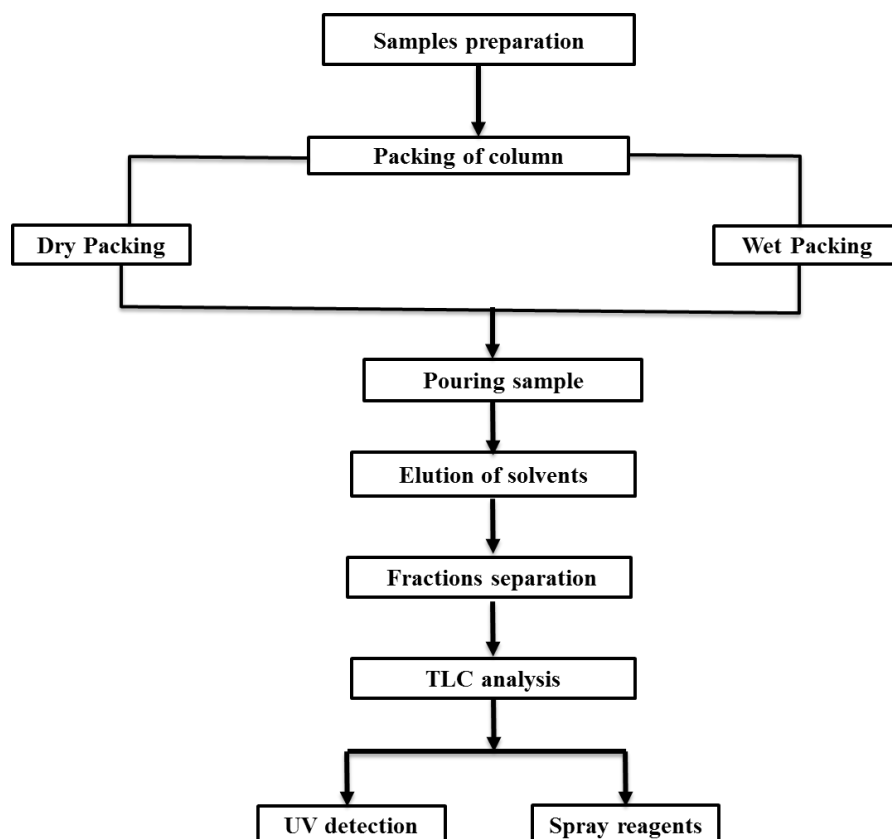 Samples preparation
Packing of column
Dry Packing
Wet Packing
Pouring sample
Elution of solvents
Fractions separation
TLC analysis
UV detection
Spray reagents